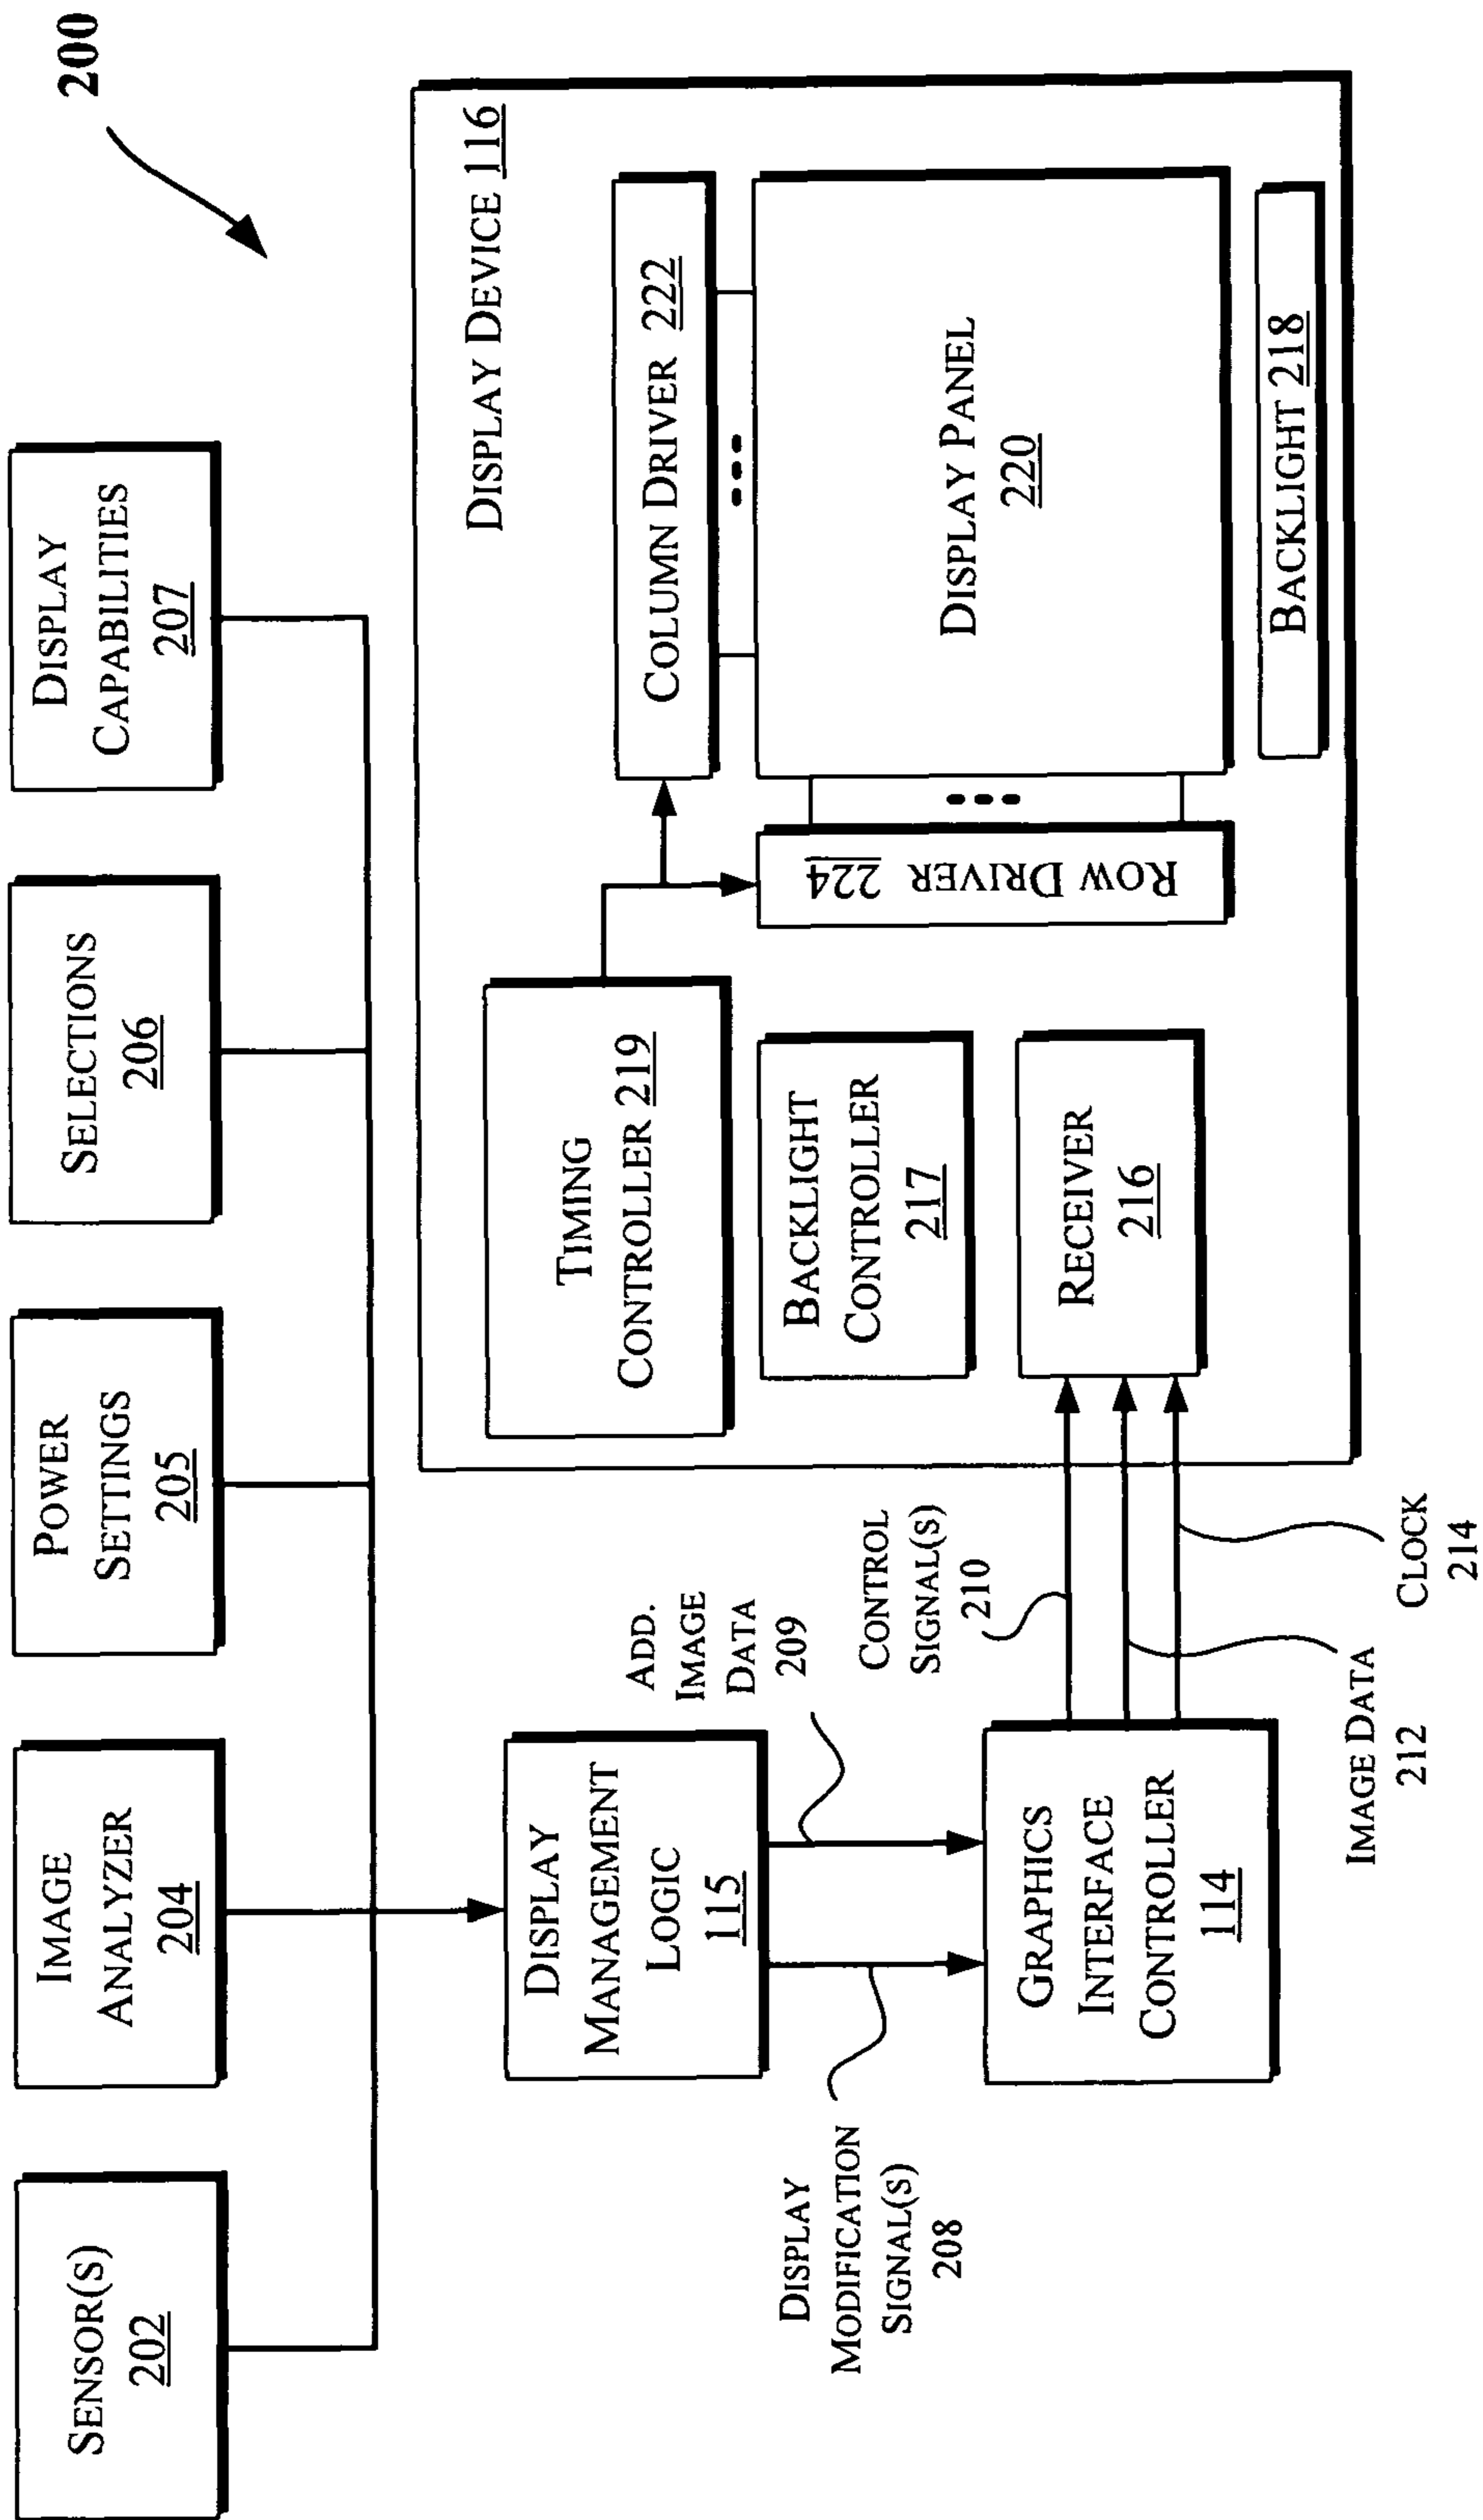 200
SENSOR(S)
202
IMAGE
ANALYZER
204
POWER
SETTINGS
205
SELECTIONS
206
DISPLAY
CAPABILITIES
207
DISPLAY
MANAGEMENT
LOGIC
115
DISPLAY
MODIFICATION
SIGNAL(S)
208
ADD.
IMAGE
DATA
209
GRAPHICS
INTERFACE
CONTROLLER
114
CONTROL
SIGNAL(S)
210
IMAGE DATA
212
CLOCK
214
DISPLAY DEVICE 116
TIMING
CONTROLLER 219
BACKLIGHT
CONTROLLER
217
RECEIVER
216
COLUMN DRIVER 222
ROW DRIVER 224
DISPLAY PANEL
220
BACKLIGHT 218